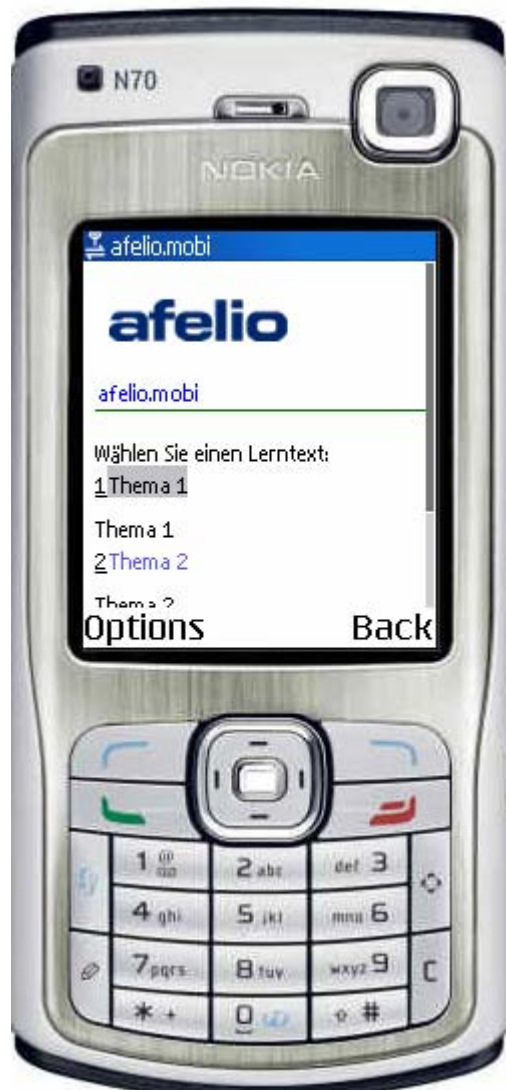 N70
NOKIA
afelio.mobi
afelio
afelio.mobi
Wählen Sie einen Lerntext:
1 Thema 1
Thema 1
2 Thema 2
Thema 2
Options Back
1 @
2 abc
def 3
4 ghi
5 jkl
mno 6
7 pqrs
8 tuv
wxyz 9
C
* +
0
#